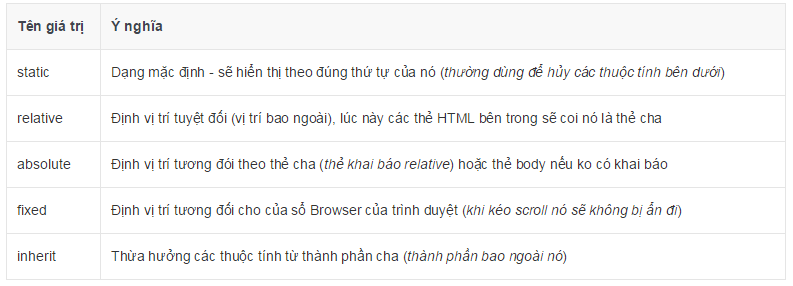 Tên giá trị Ý nghĩa
static Dạng mặc định - sẽ hiển thị theo đúng thứ tự của nó (thường dùng để hủy các thuộc tính bên dưới)
relative Định vị trí tuyệt đối (vị trí bao ngoài), lúc này các thẻ HTML bên trong sẽ coi nó là thẻ cha
absolute Định vị trí tương đói theo thẻ cha (thẻ khai báo relative) hoặc thẻ body nếu ko có khai báo
fixed Định vị trí tương đối cho của sổ Browser của trình duyệt (khi kéo scroll nó sẽ không bị ẩn đi)
inherit Thừa hưởng các thuộc tính từ thành phần cha (thành phần bao ngoài nó)